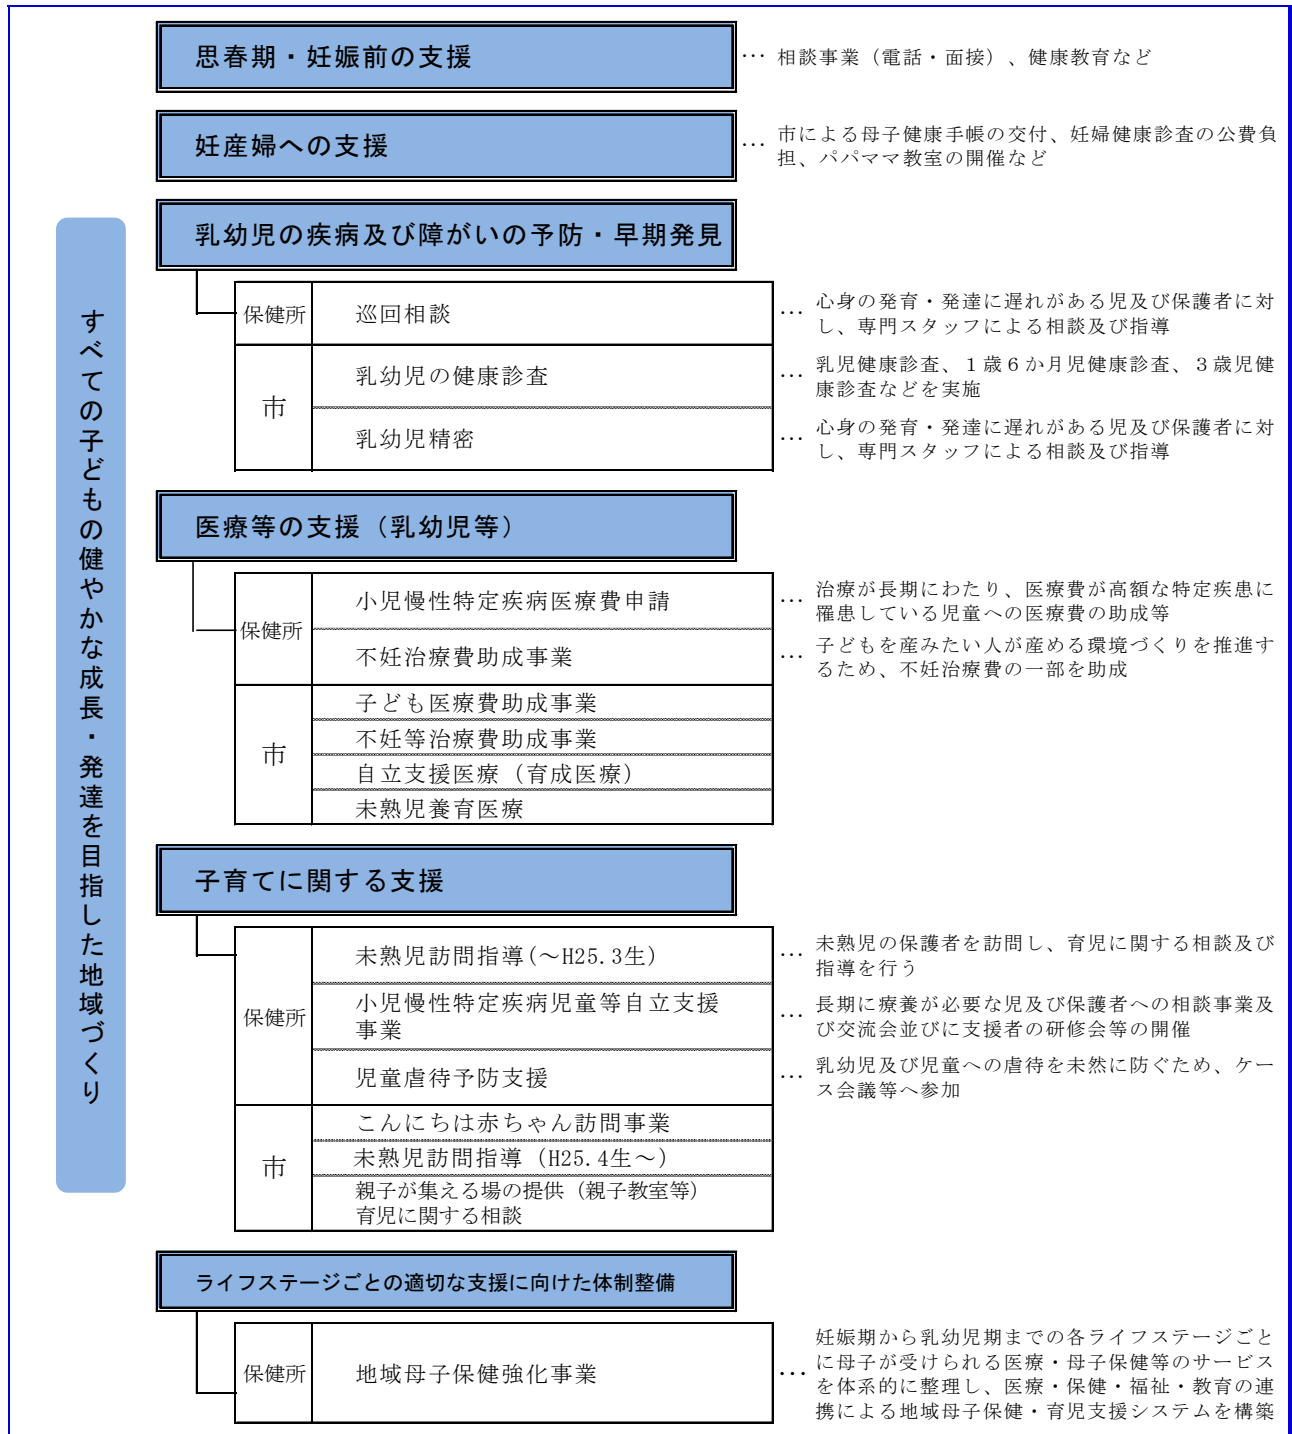 すべての子どもの健やかな成長・発達を目指した地域づくり
思春期・妊娠前の支援
… 相談事業（電話・面接）、健康教育など
妊産婦への支援
… 市による母子健康手帳の交付、妊婦健康診査の公費負
担、パパママ教室の開催など
乳幼児の疾病及び障がいの予防・早期発見
保健所
巡回相談
… 心身の発育・発達に遅れがある児及び保護者に対
し、専門スタッフによる相談及び指導
市
乳幼児の健康診査
… 乳児健康診査、１歳６か月児健康診査、３歳児健
康診査などを実施
乳幼児精密
… 心身の発育・発達に遅れがある児及び保護者に対
し、専門スタッフによる相談及び指導
医療等の支援（乳幼児等）
保健所
小児慢性特定疾病医療費申請
… 治療が長期にわたり、医療費が高額な特定疾患に
罹患している児童への医療費の助成等
不妊治療費助成事業
… 子どもを産みたい人が産める環境づくりを推進す
るため、不妊治療費の一部を助成
市
子ども医療費助成事業
不妊等治療費助成事業
自立支援医療（育成医療）
未熟児養育医療
子育てに関する支援
保健所
未熟児訪問指導(～H25.3生)
… 未熟児の保護者を訪問し、育児に関する相談及び
指導を行う
小児慢性特定疾病児童等自立支援
事業
… 長期に療養が必要な児及び保護者への相談事業及
び交流会並びに支援者の研修会等の開催
児童虐待予防支援
… 乳幼児及び児童への虐待を未然に防ぐため、ケー
ス会議等へ参加
市
こんにちは赤ちゃん訪問事業
未熟児訪問指導（H25.4生～）
親子が集える場の提供（親子教室等）
育児に関する相談
ライフステージごとの適切な支援に向けた体制整備
保健所
地域母子保健強化事業
… 妊娠期から乳幼児期までの各ライフステージごと
に母子が受けられる医療・母子保健等のサービス
を体系的に整理し、医療・保健・福祉・教育の連
携による地域母子保健・育児支援システムを構築